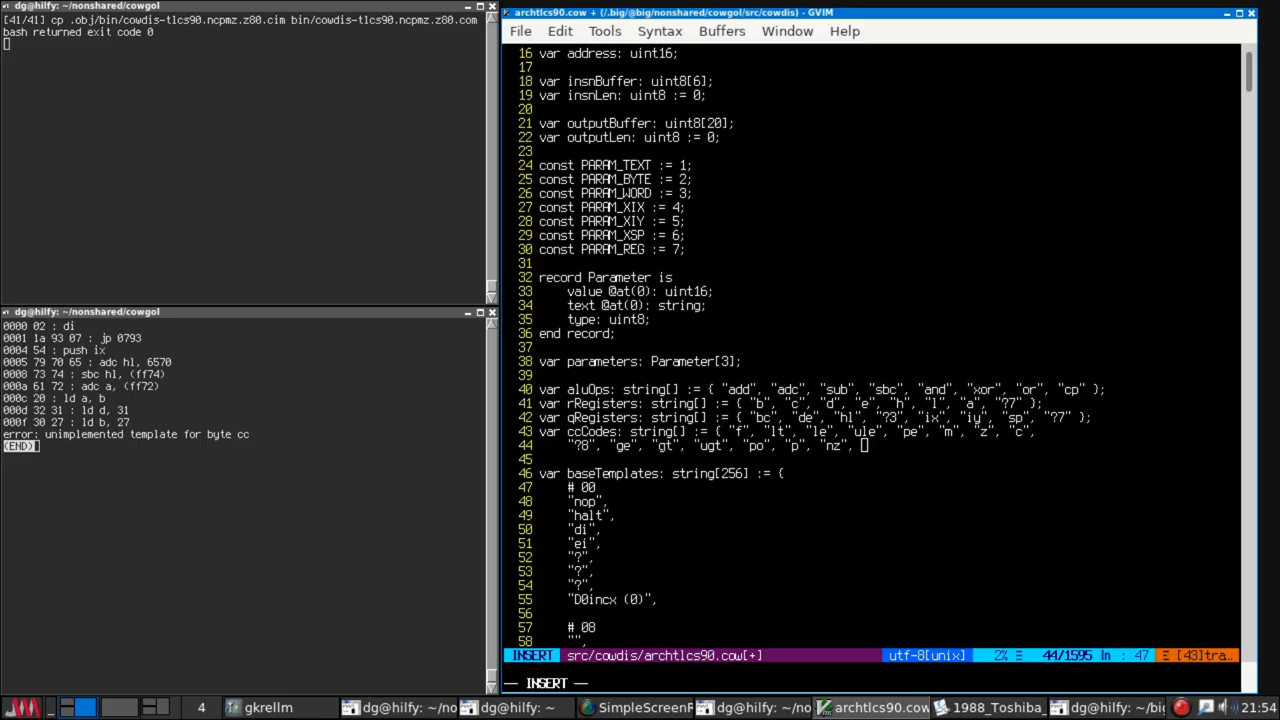 dg@hilfy: ~/nonshared/cowgol
[474/474] cp .obj/bin/cowdis-tlcs90.ncpmz.z80.cim bin/cowdis-tlcs90.ncpmz.z80.com
bash returned exit code 0
dg@hilfy: ~/nonshared/cowgol
0000 02 : di
0001 1a 93 07 : jp 0793
0004 54 : push ix
0005 79 70 65 : adc hl, 6570
0008 73 74 : sbc hl, (ff74)
000a 61 72 : adc a, (ff72)
000c 20 : ld a, b
000d 32 31 : ld d, 31
000f 30 27 : ld b, 27
error: unimplemented template for byte cc
(END)
archtlcs90.cow + (/.big/@big/nonshared/cowgol/src/cowdis) - GVIM
File Edit Tools Syntax Buffers Window Help
16 var address: uint16;
17
18 var insnBuffer: uint8[6];
19 var insnLen: uint8 := 0;
20
21 var outputBuffer: uint8[20];
22 var outputLen: uint8 := 0;
23
24 const PARAM_TEXT := 1;
25 const PARAM_BYTE := 2;
26 const PARAM_WORD := 3;
27 const PARAM_XIX := 4;
28 const PARAM_XIY := 5;
29 const PARAM_XSP := 6;
30 const PARAM_REG := 7;
31
32 record Parameter is
33     value @at(0): uint16;
34     text @at(0): string;
35     type: uint8;
36 end record;
37
38 var parameters: Parameter[3];
39
40 var aluOps: string[] := { "add", "adc", "sub", "sbc", "and", "xor", "or", "cp" };
41 var rRegisters: string[] := { "b", "c", "d", "e", "h", "l", "a", "?7" };
42 var qRegisters: string[] := { "bc", "de", "hl", "?3", "ix", "iy", "sp", "?7" };
43 var ccCodes: string[] := { "f", "lt", "le", "ule", "pe", "m", "z", "c",
44     "?8", "ge", "gt", "ugt", "po", "p", "nz",
45
46 var baseTemplates: string[256] := {
47     # 00
48     "nop",
49     "halt",
50     "di",
51     "ei",
52     "?",
53     "?",
54     "?",
55     "D0incx (0)",
56
57     # 08
58     "",
INSERT src/cowdis/archtlcs90.cow[+] utf-8[unix] 2% Ξ 44/1595 ln : 47 Ξ [43]tra..
-- INSERT --
4 gkrellm dg@hilfy: ~/no dg@hilfy: ~ SimpleScreenR dg@hilfy: ~/no archtlcs90.cow 1988_Toshiba_ dg@hilfy: ~/big 21:54